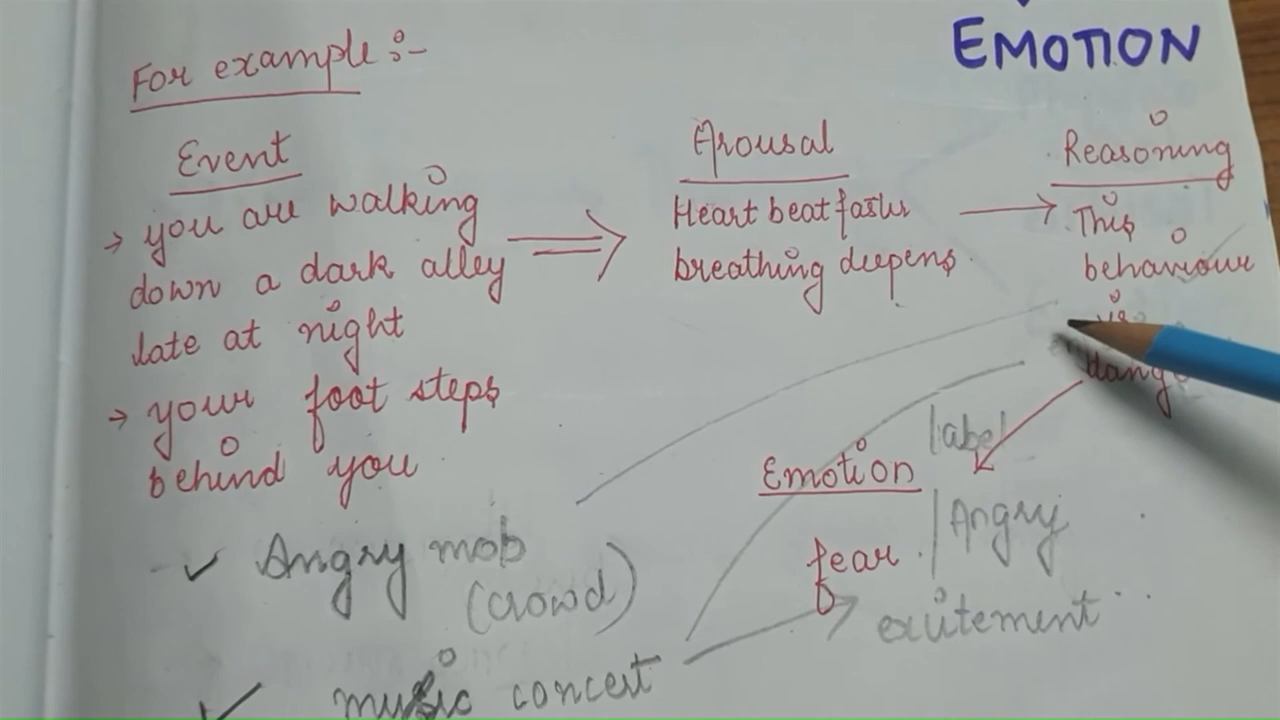 EMOTION
For example :-
Event
→ you are walking
down a dark alley
late at night
→ your foot steps
behind you
Arousal
Heart beat faster
breathing deepens
Reasoning
This
behaviour
is
label
Emotion
fear
Angry
excitement
✓ Angry mob
(crowd)
✓ music concert